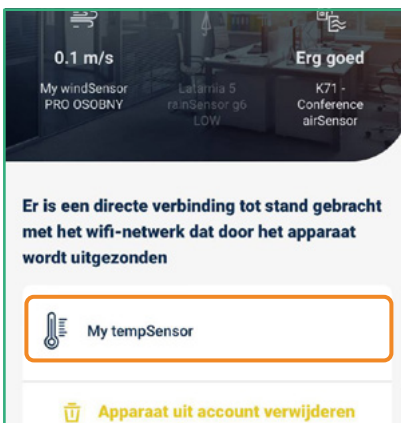 0.1 m/s
Erg goed
My windSensor
PRO OSOBNY
Latarnia 5
rainSensor g6
LOW
K71 -
Conference
airSensor
Er is een directe verbinding tot stand gebracht
met het wifi-netwerk dat door het apparaat
wordt uitgezonden
My tempSensor
Apparaat uit account verwijderen